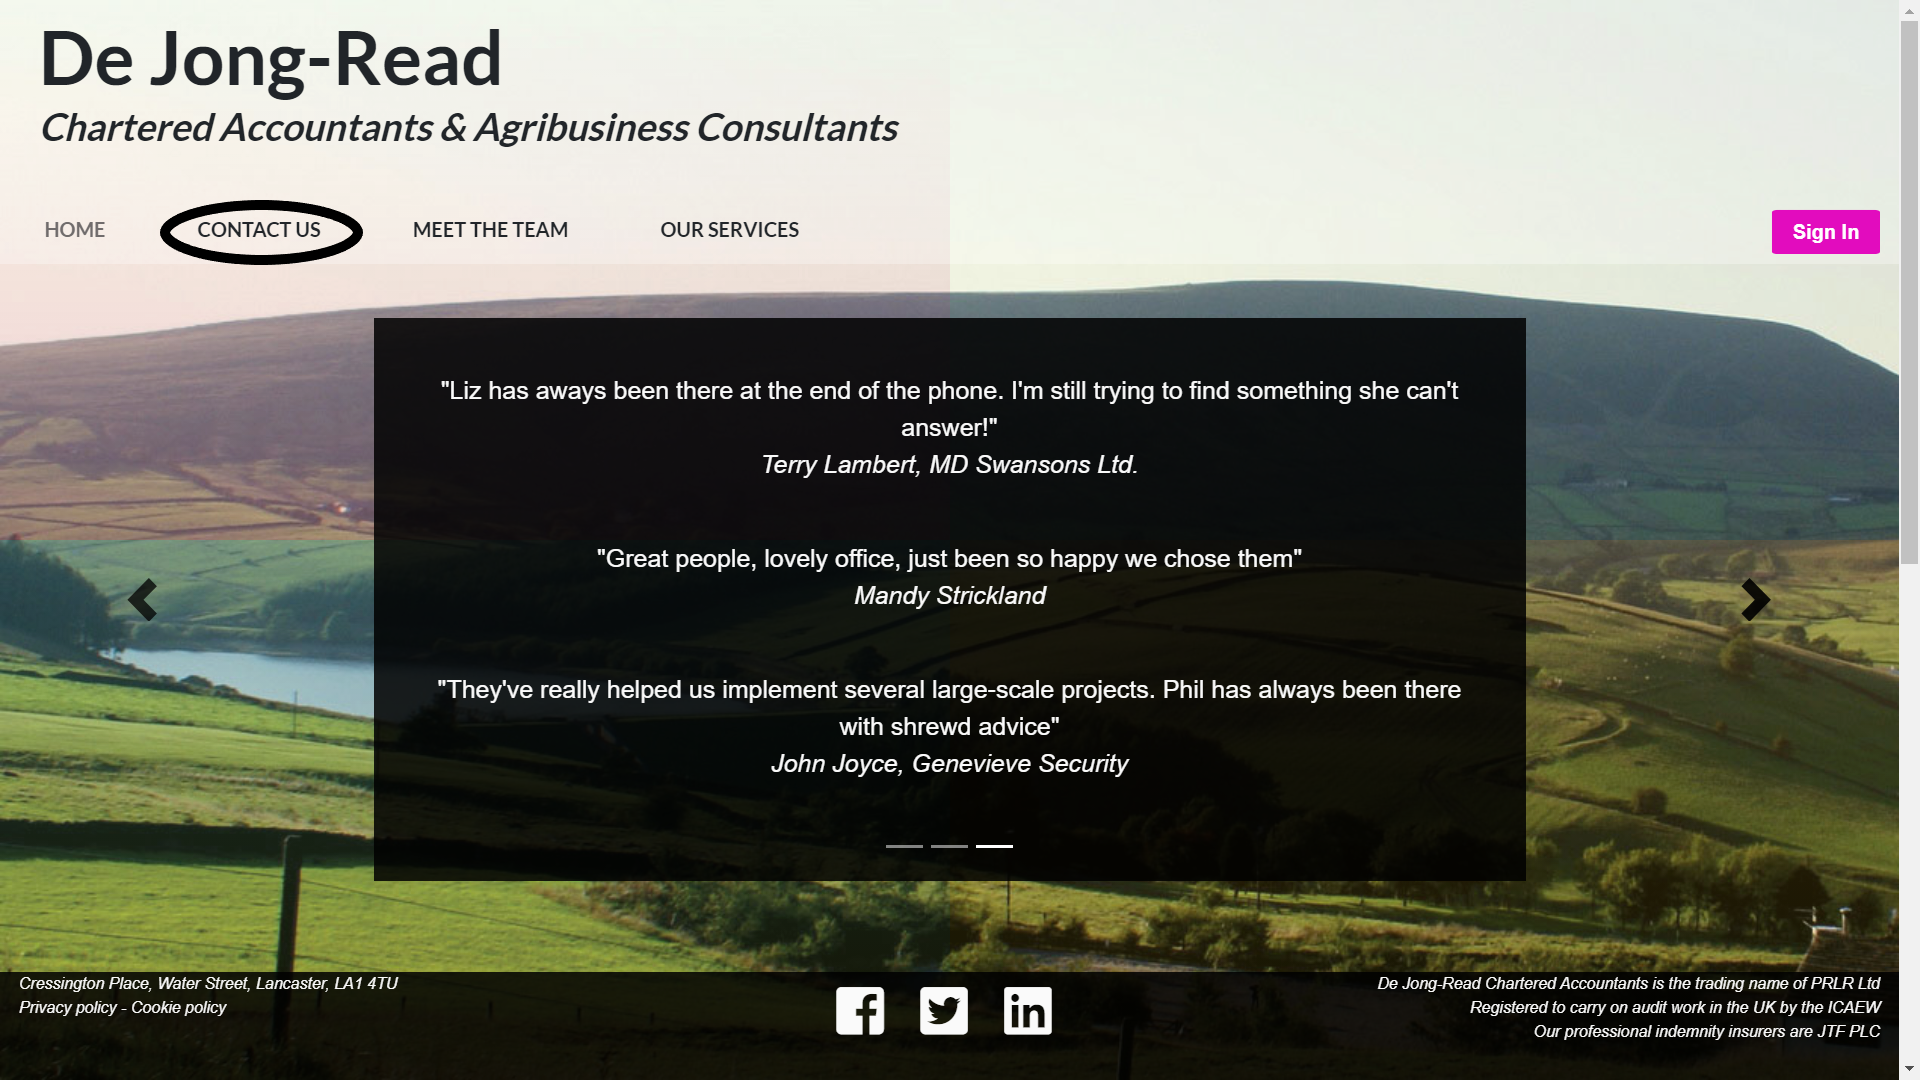 De Jong-Read
Chartered Accountants & Agribusiness Consultants
HOME CONTACT US MEET THE TEAM OUR SERVICES Sign In
"Liz has aways been there at the end of the phone. I'm still trying to find something she can't
answer!"
Terry Lambert, MD Swansons Ltd.
"Great people, lovely office, just been so happy we chose them"
Mandy Strickland
"They've really helped us implement several large-scale projects. Phil has always been there
with shrewd advice"
John Joyce, Genevieve Security
Cressington Place, Water Street, Lancaster, LA1 4TU
Privacy policy - Cookie policy
De Jong-Read Chartered Accountants is the trading name of PRLR Ltd
Registered to carry on audit work in the UK by the ICAEW
Our professional indemnity insurers are JTF PLC